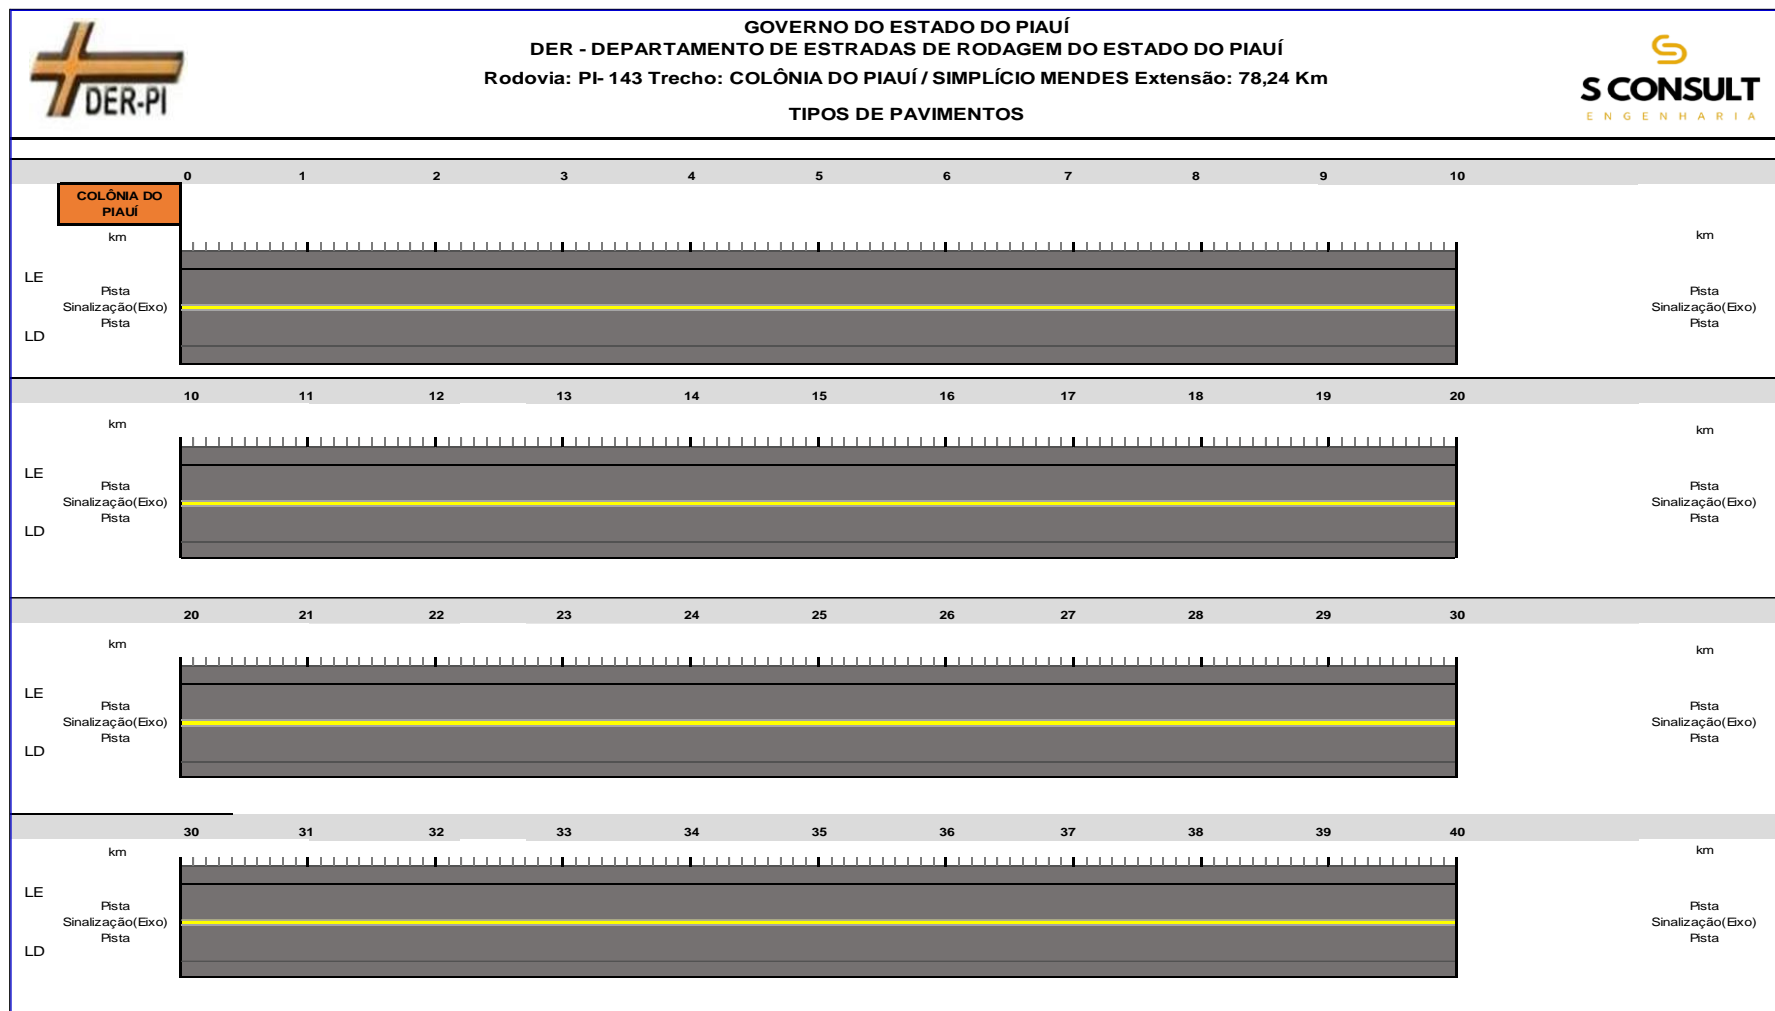 GOVERNO DO ESTADO DO PIAUÍ
DER - DEPARTAMENTO DE ESTRADAS DE RODAGEM DO ESTADO DO PIAUÍ
Rodovia: PI- 143 Trecho: COLÔNIA DO PIAUÍ / SIMPLÍCIO MENDES Extensão: 78,24 Km
TIPOS DE PAVIMENTOS
DER-PI
S CONSULT
ENGENHARIA
0 1 2 3 4 5 6 7 8 9 10
COLÔNIA DO
PIAUÍ
km km
LE
Pista Pista
Sinalização(Eixo) Sinalização(Eixo)
Pista Pista
LD
10 11 12 13 14 15 16 17 18 19 20
km km
LE
Pista Pista
Sinalização(Eixo) Sinalização(Eixo)
Pista Pista
LD
20 21 22 23 24 25 26 27 28 29 30
km km
LE
Pista Pista
Sinalização(Eixo) Sinalização(Eixo)
Pista Pista
LD
30 31 32 33 34 35 36 37 38 39 40
km km
LE
Pista Pista
Sinalização(Eixo) Sinalização(Eixo)
Pista Pista
LD